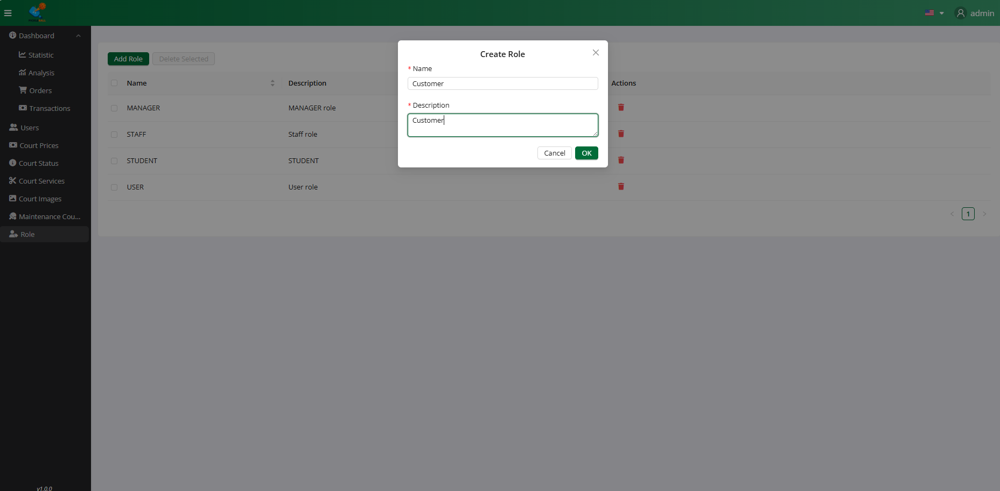 admin
Dashboard
Statistic
Analysis
Orders
Transactions
Users
Court Prices
Court Status
Court Services
Court Images
Maintenance Cou...
Role
v1.0.0
Add Role
Delete Selected
Name
Description
Actions
MANAGER
MANAGER role
STAFF
Staff role
STUDENT
STUDENT
USER
User role
1
Create Role
* Name
Customer
* Description
Customer
Cancel
OK